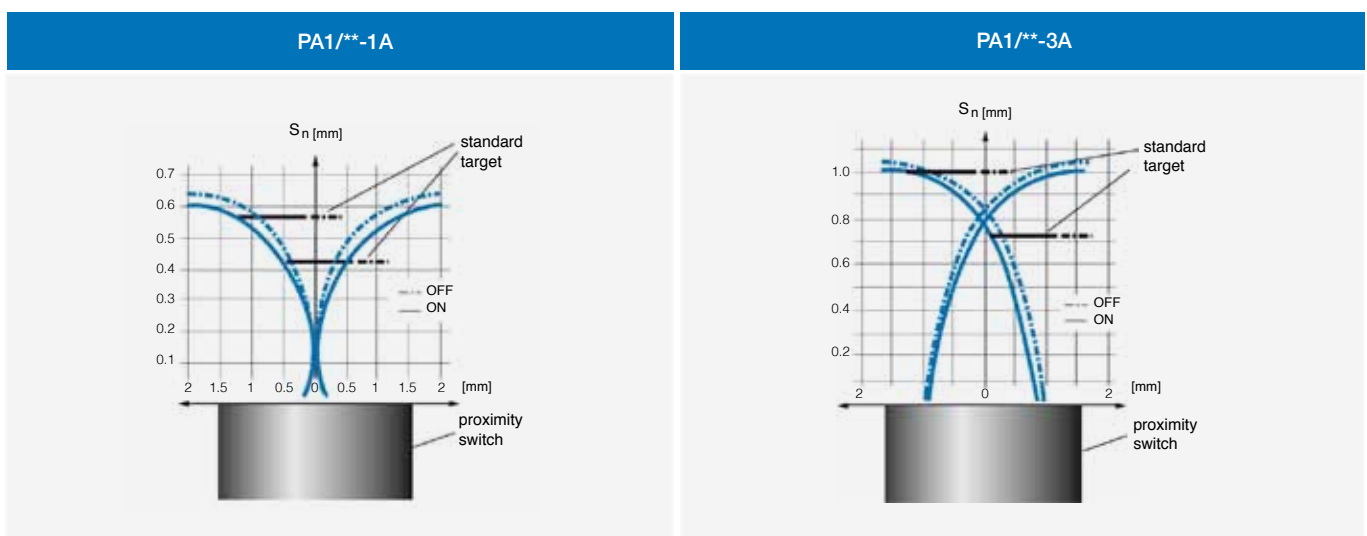 PA1/**-1A
Sn [mm]
standard
target
0.7
0.6
0.5
0.4
0.3
0.2
0.1
OFF
ON
2 1.5 1 0.5 0 0.5 1 1.5 2 [mm]
proximity
switch
PA1/**-3A
Sn [mm]
standard
target
1.0
0.8
0.6
0.4
0.2
OFF
ON
2 0 2 [mm]
proximity
switch